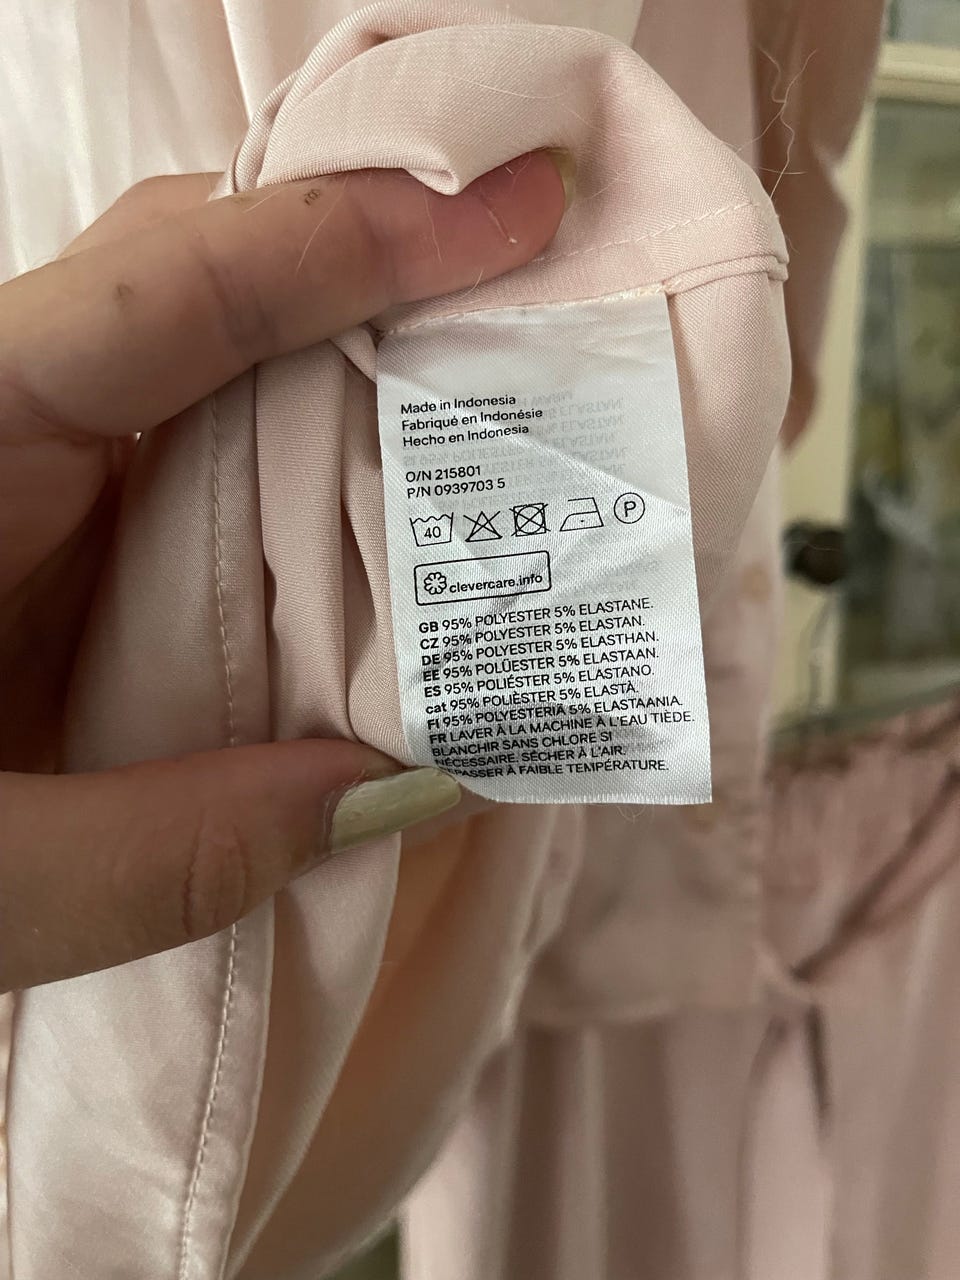 Made in Indonesia
Fabriqué en Indonésie
Hecho en Indonesia
O/N 215801
P/N 0939703 5
40 P
clevercare.info
GB 95% POLYESTER 5% ELASTANE.
CZ 95% POLYESTER 5% ELASTAN.
DE 95% POLYESTER 5% ELASTHAN.
EE 95% POLÜESTER 5% ELASTAAN.
ES 95% POLIÉSTER 5% ELASTANO.
cat 95% POLIÈSTER 5% ELASTÀ.
FI 95% POLYESTERIÄ 5% ELASTAANIA.
FR LAVER À LA MACHINE À L'EAU TIÈDE.
BLANCHIR SANS CHLORE SI
NÉCESSAIRE. SÉCHER À L'AIR.
À FAIBLE TEMPÉRATURE.